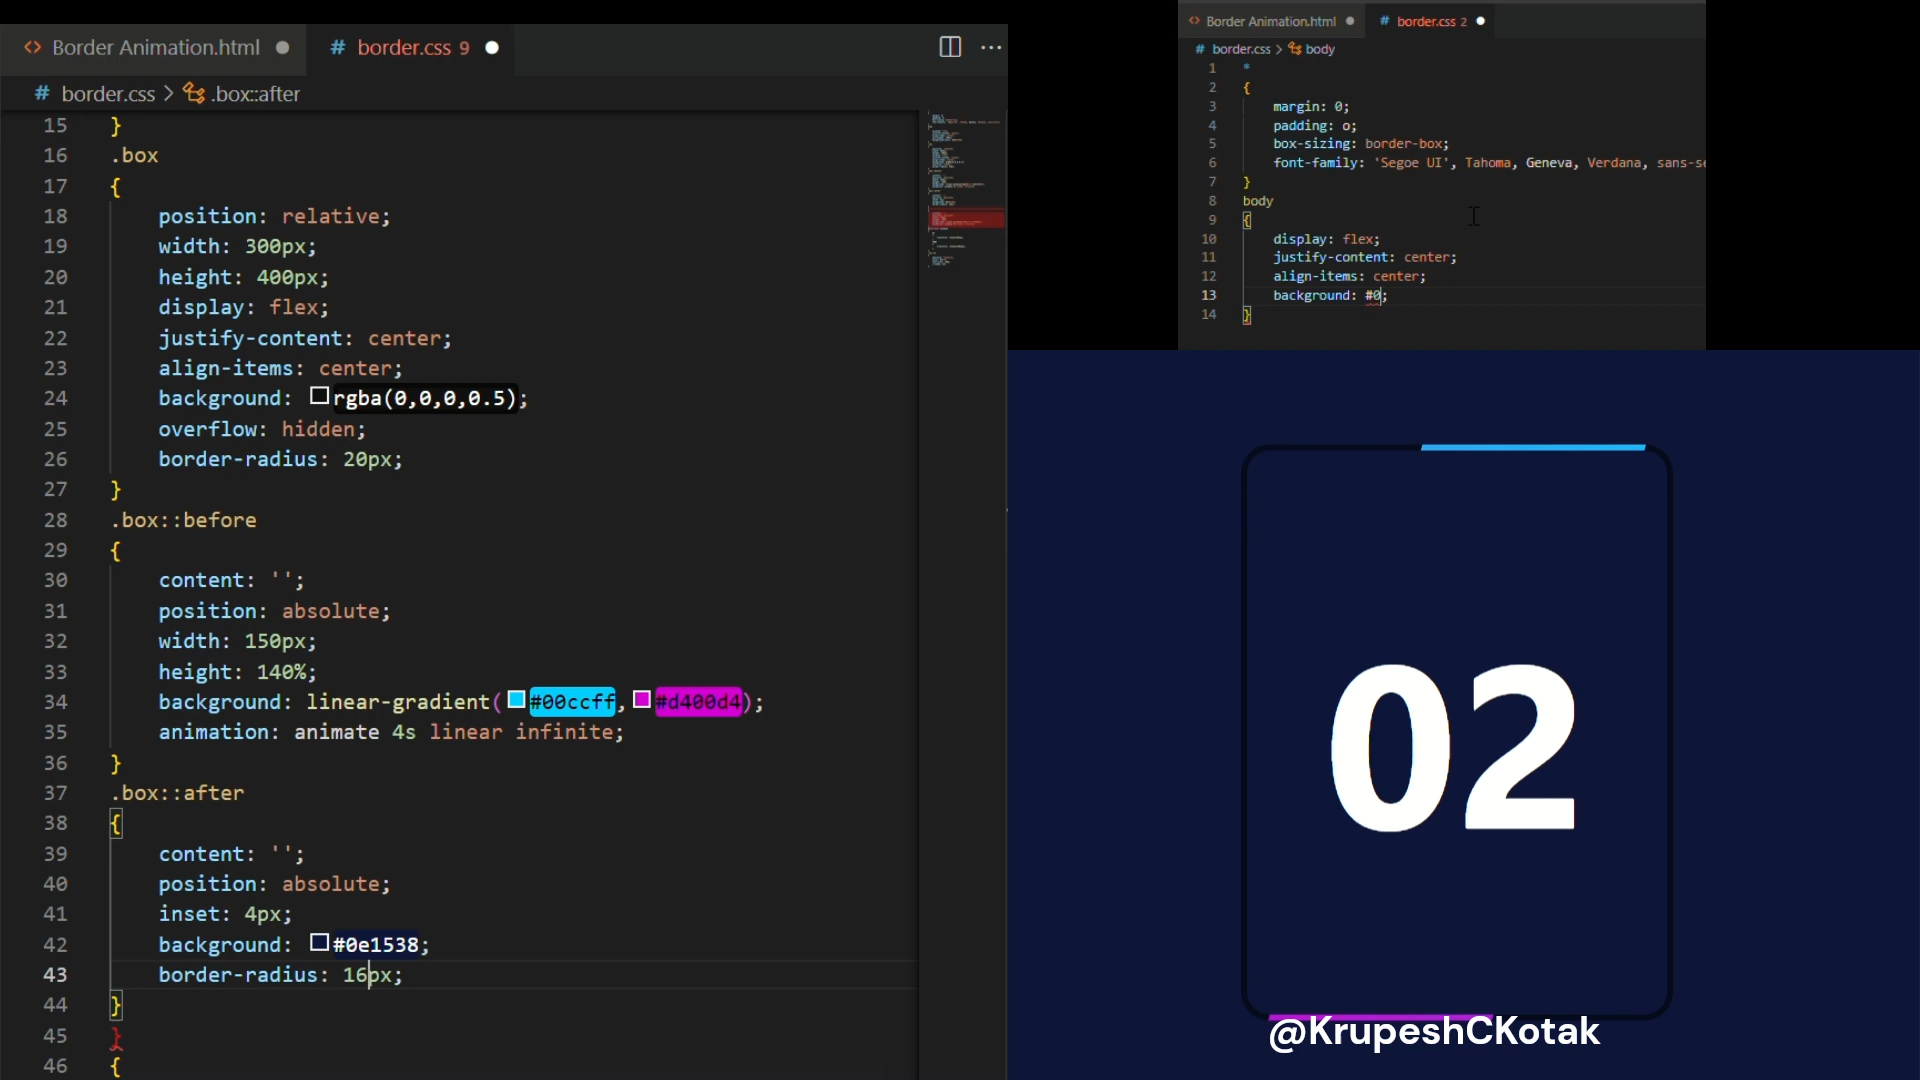 Border Animation.html
# border.css 9
# border.css > .box::after
15 }
16 .box
17 {
18 position: relative;
19 width: 300px;
20 height: 400px;
21 display: flex;
22 justify-content: center;
23 align-items: center;
24 background: rgba(0,0,0,0.5);
25 overflow: hidden;
26 border-radius: 20px;
27 }
28 .box::before
29 {
30 content: '';
31 position: absolute;
32 width: 150px;
33 height: 140%;
34 background: linear-gradient(#00ccff,#d400d4);
35 animation: animate 4s linear infinite;
36 }
37 .box::after
38 {
39 content: '';
40 position: absolute;
41 inset: 4px;
42 background: #0e1538;
43 border-radius: 16px;
44 }
45 }
46 {
Border Animation.html
# border.css 2
# border.css > body
1 *
2 {
3 margin: 0;
4 padding: o;
5 box-sizing: border-box;
6 font-family: 'Segoe UI', Tahoma, Geneva, Verdana, sans-se
7 }
8 body
9 {
10 display: flex;
11 justify-content: center;
12 align-items: center;
13 background: #0;
14 }
02
@KrupeshCKotak